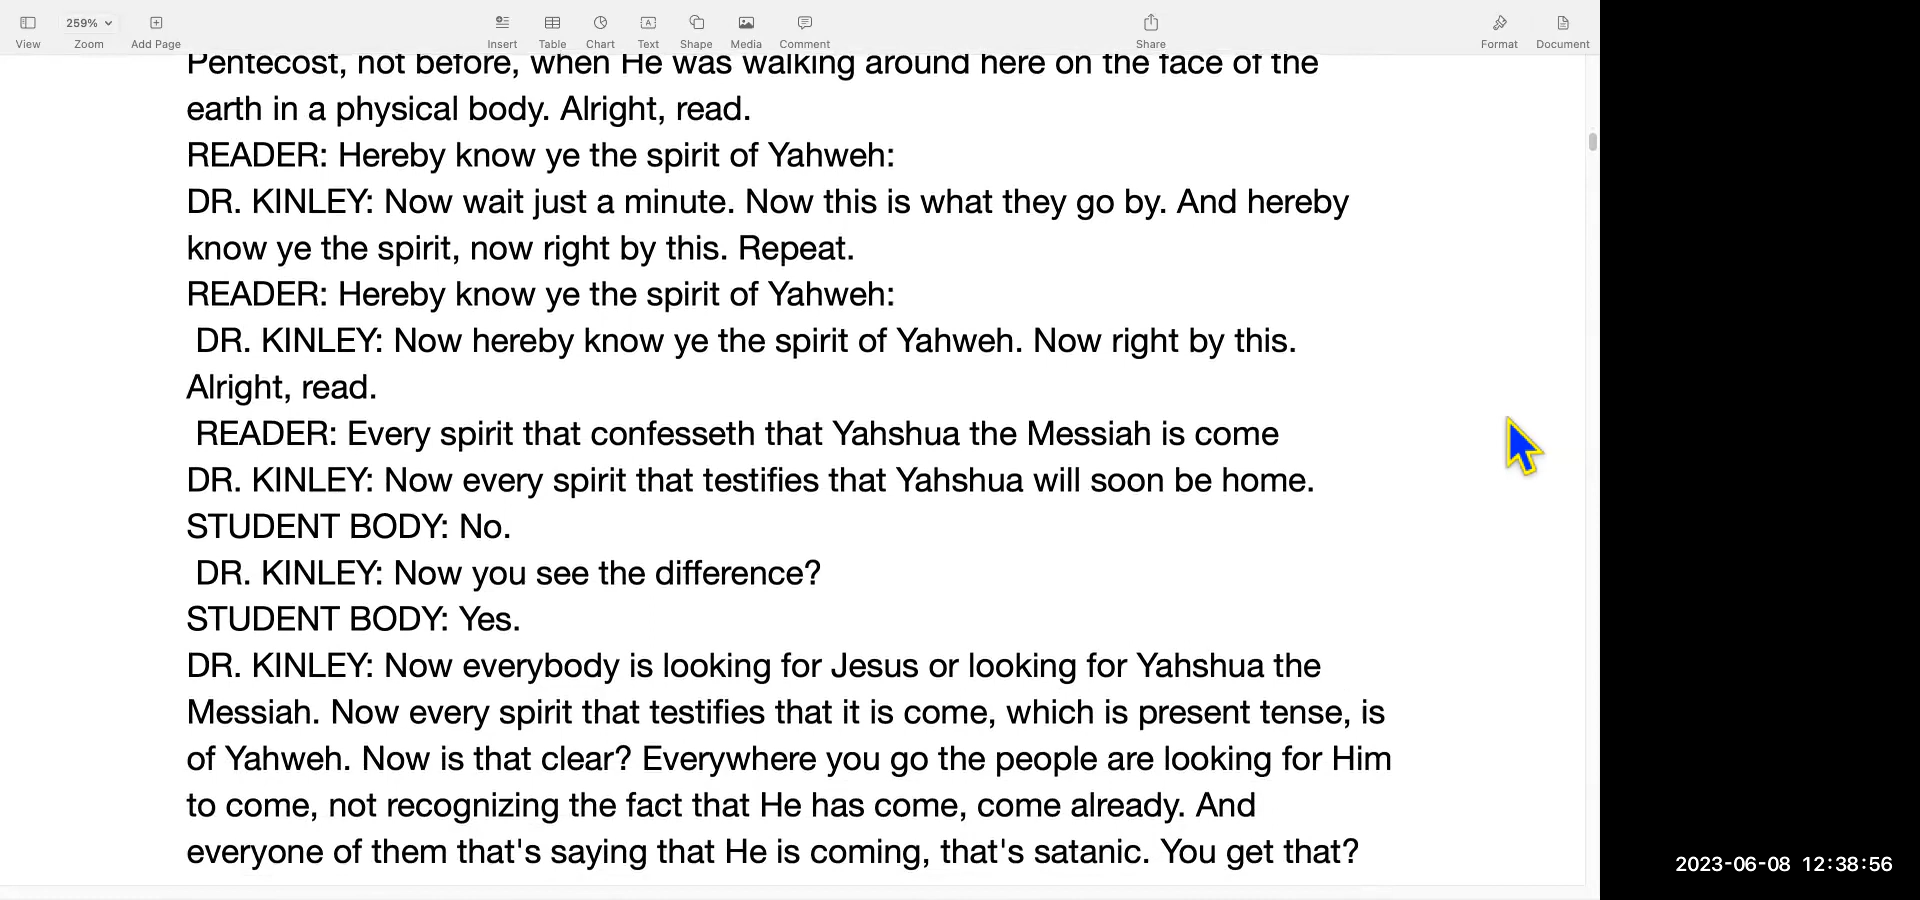 259%
View
Zoom
Add Page
Insert
Table
Chart
Text
Shape
Media
Comment
Share
Format
Document
Pentecost, not before, when He was walking around here on the face of the
earth in a physical body. Alright, read.
READER: Hereby know ye the spirit of Yahweh:
DR. KINLEY: Now wait just a minute. Now this is what they go by. And hereby
know ye the spirit, now right by this. Repeat.
READER: Hereby know ye the spirit of Yahweh:
DR. KINLEY: Now hereby know ye the spirit of Yahweh. Now right by this.
Alright, read.
READER: Every spirit that confesseth that Yahshua the Messiah is come
DR. KINLEY: Now every spirit that testifies that Yahshua will soon be home.
STUDENT BODY: No.
DR. KINLEY: Now you see the difference?
STUDENT BODY: Yes.
DR. KINLEY: Now everybody is looking for Jesus or looking for Yahshua the
Messiah. Now every spirit that testifies that it is come, which is present tense, is
of Yahweh. Now is that clear? Everywhere you go the people are looking for Him
to come, not recognizing the fact that He has come, come already. And
everyone of them that's saying that He is coming, that's satanic. You get that?
2023-06-08 12:38:56